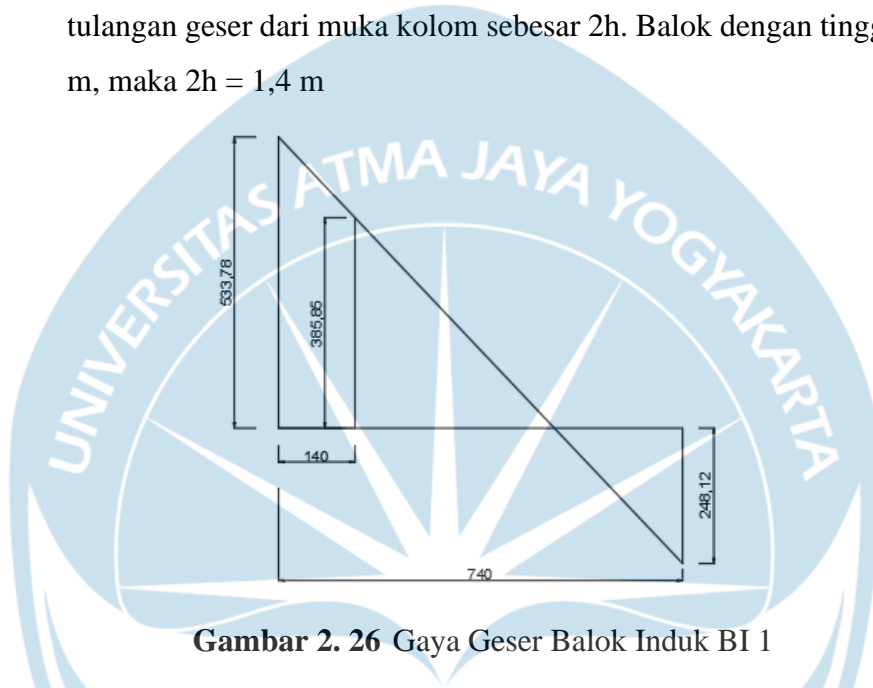 tulangan geser dari muka kolom sebesar 2h. Balok dengan
m, maka 2h = 1,4 m
UNIVERSITAS ATMA JAYA YOGYAKARTA
533,78
385,85
140
248,12
740
Gambar 2. 26 Gaya Geser Balok Induk BI 1